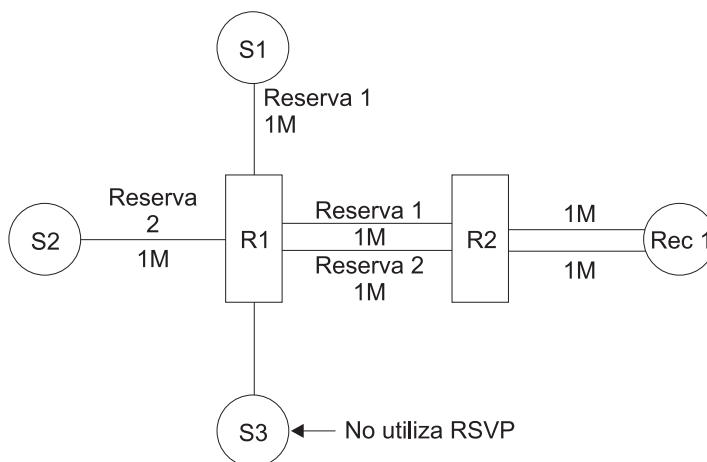 S1
Reserva 1
1M
Reserva
2
1M
S2
R1
Reserva 1
1M
Reserva 2
1M
R2
1M
1M
Rec 1
S3
No utiliza RSVP